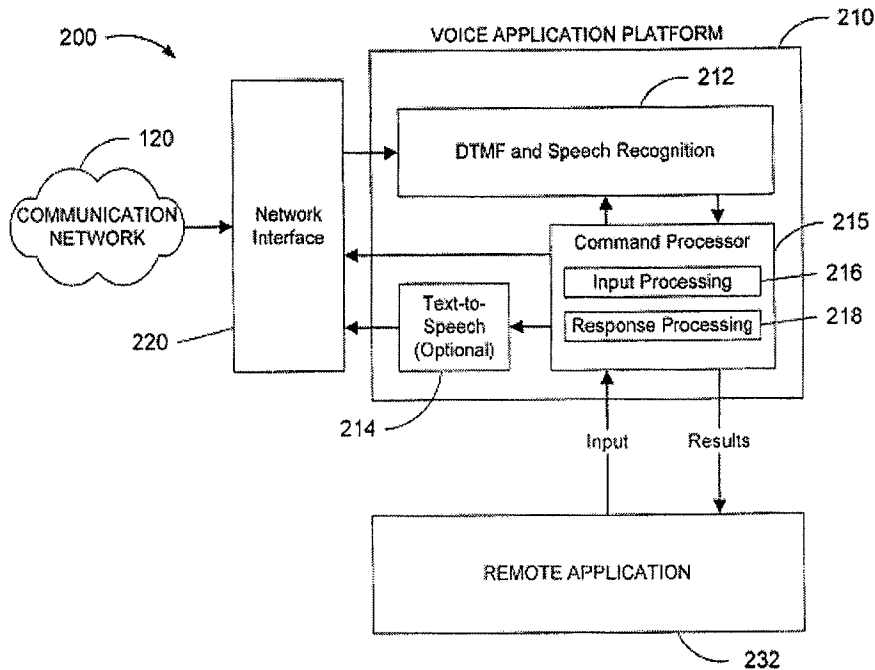 200
VOICE APPLICATION PLATFORM
210
212
120
DTMF and Speech Recognition
COMMUNICATION
NETWORK
Network
Interface
Command Processor
215
Input Processing
216
Text-to-
Speech
(Optional)
Response Processing
218
220
214
Input
Results
REMOTE APPLICATION
232